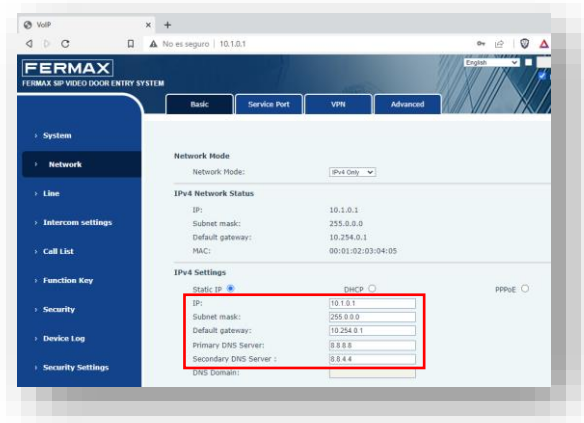 VoIP
No es seguro | 10.1.0.1
FERMAX
FERMAX SIP VIDEO DOOR ENTRY SYSTEM
English
Basic Service Port VPN Advanced
› System
› Network
› Line
› Intercom settings
› Call List
› Function Key
› Security
› Device Log
› Security Settings
Network Mode
Network Mode: IPv4 Only
IPv4 Network Status
IP: 10.1.0.1
Subnet mask: 255.0.0.0
Default gateway: 10.254.0.1
MAC: 00:01:02:03:04:05
IPv4 Settings
Static IP DHCP PPPoE
IP: 10.1.0.1
Subnet mask: 255.0.0.0
Default gateway: 10.254.0.1
Primary DNS Server: 8.8.8.8
Secondary DNS Server : 8.8.4.4
DNS Domain: